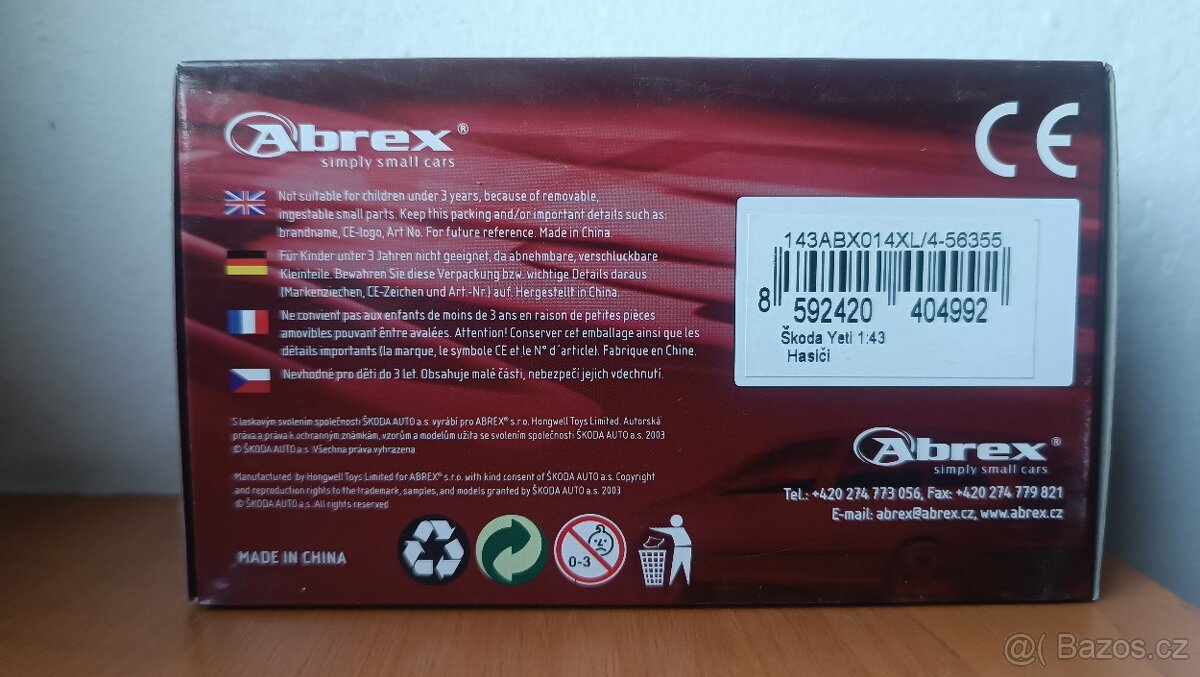 Abrex®
simply small cars
CE
Not suitable for children under 3 years, because of removable,
ingestable small parts. Keep this packing and/or important details such as:
brandname, CE-logo, Art No. For future reference. Made in China.
Für Kinder unter 3 Jahren nicht geeignet, da abnehmbare, verschluckbare
Kleinteile. Bewahren Sie diese Verpackung bzw. wichtige Details daraus
(Markenziechen, CE-Zeichen und Art.-Nr.) auf. Hergestellt in China.
Ne convient pas aux enfants de moins de 3 ans en raison de petites pièces
amovibles pouvant êntre avalées. Attention! Conserver cet emballage ainsi que les
détails importants (la marque, le symbole CE et le N° d´article). Fabrique en Chine.
Nevhodné pro děti do 3 let. Obsahuje malé části, nebezpečí jejich vdechnutí.
143ABX014XL/4-56355
8 592420 404992
Škoda Yeti 1:43
Hasiči
S laskavým svolením společnosti ŠKODA AUTO a.s. vyrábí pro ABREX® s.r.o. Hongwell Toys Limited. Autorská
práva a práva k ochranným známkám, vzorům a modelům užita se svolením společnosti ŠKODA AUTO a.s. 2003
© ŠKODA AUTO a.s. Všechna práva vyhrazena.
Manufactured by Hongwell Toys Limited for ABREX® s.r.o. with kind consent of ŠKODA AUTO a.s. Copyright
and reproduction rights to the trademark, samples, and models granted by ŠKODA AUTO a.s. 2003
© ŠKODA AUTO a.s. All rights reserved
Abrex®
simply small cars
Tel.: +420 274 773 056, Fax: +420 274 779 821
E-mail: abrex@abrex.cz, www.abrex.cz
MADE IN CHINA
0-3
@( Bazos.cz